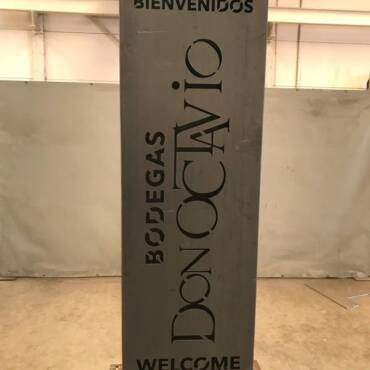 BIENVENIDOS
BODEGAS
DON OCTAVIO
WELCOME